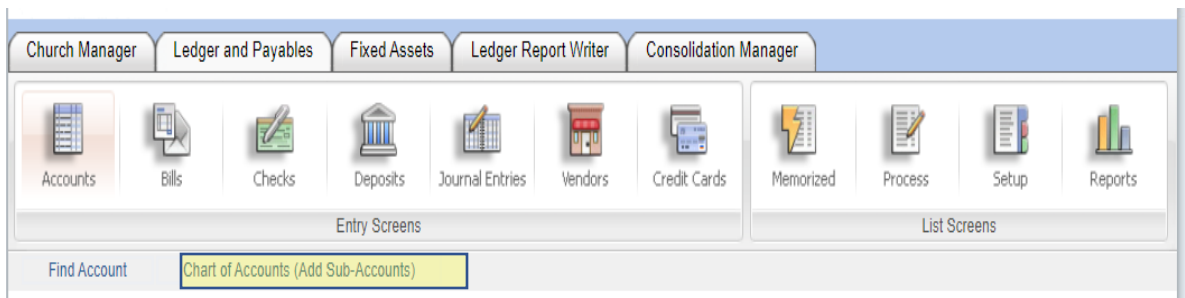 Church Manager Ledger and Payables Fixed Assets Ledger Report Writer Consolidation Manager
Accounts Bills Checks Deposits Journal Entries Vendors Credit Cards Memorized Process Setup Reports
Entry Screens List Screens
Find Account Chart of Accounts (Add Sub-Accounts)